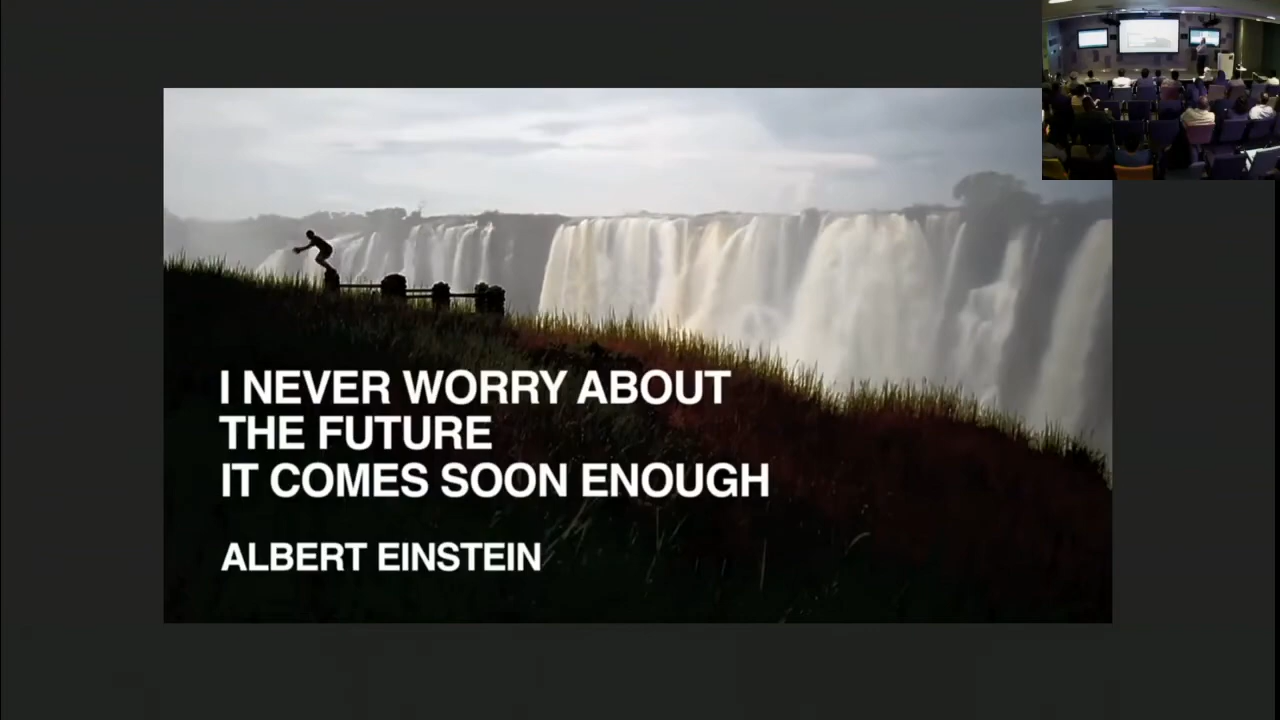 I NEVER WORRY ABOUT
THE FUTURE
IT COMES SOON ENOUGH
ALBERT EINSTEIN